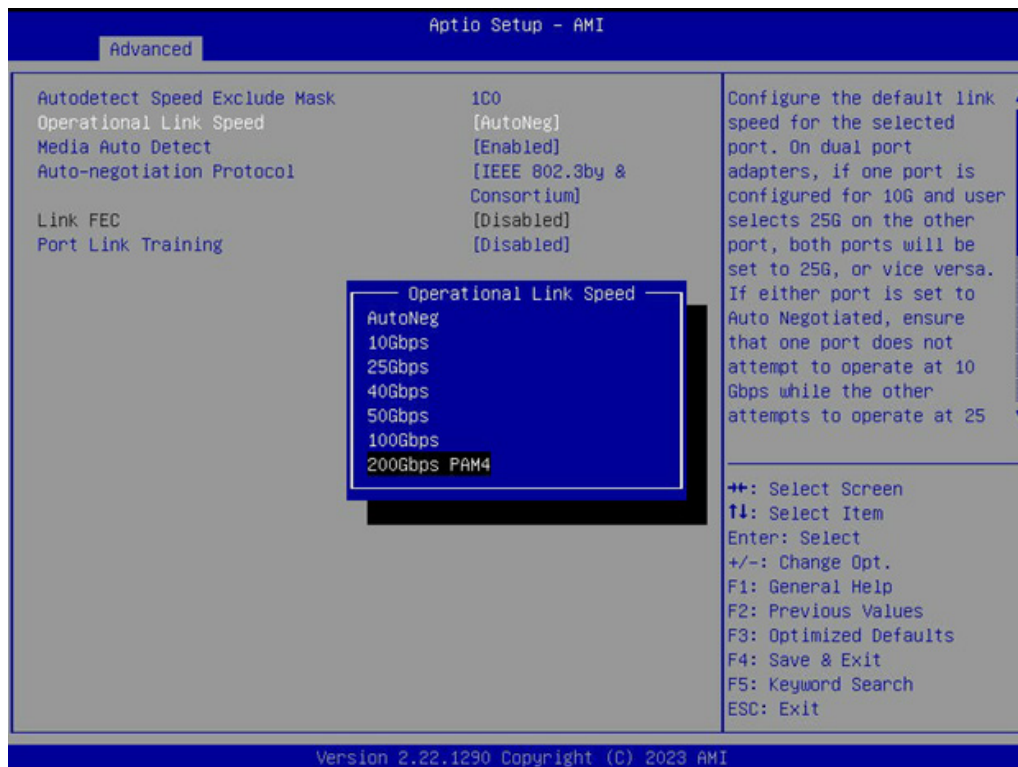 Aptio Setup – AMI
Advanced
Autodetect Speed Exclude Mask 1C0
Operational Link Speed [AutoNeg]
Media Auto Detect [Enabled]
Auto-negotiation Protocol [IEEE 802.3by &
Consortium]
Link FEC [Disabled]
Port Link Training [Disabled]
Operational Link Speed
AutoNeg
10Gbps
25Gbps
40Gbps
50Gbps
100Gbps
200Gbps PAM4
Configure the default link
speed for the selected
port. On dual port
adapters, if one port is
configured for 10G and user
selects 25G on the other
port, both ports will be
set to 25G, or vice versa.
If either port is set to
Auto Negotiated, ensure
that one port does not
attempt to operate at 10
Gbps while the other
attempts to operate at 25
→←: Select Screen
↑↓: Select Item
Enter: Select
+/-: Change Opt.
F1: General Help
F2: Previous Values
F3: Optimized Defaults
F4: Save & Exit
F5: Keyword Search
ESC: Exit
Version 2.22.1290 Copyright (C) 2023 AMI